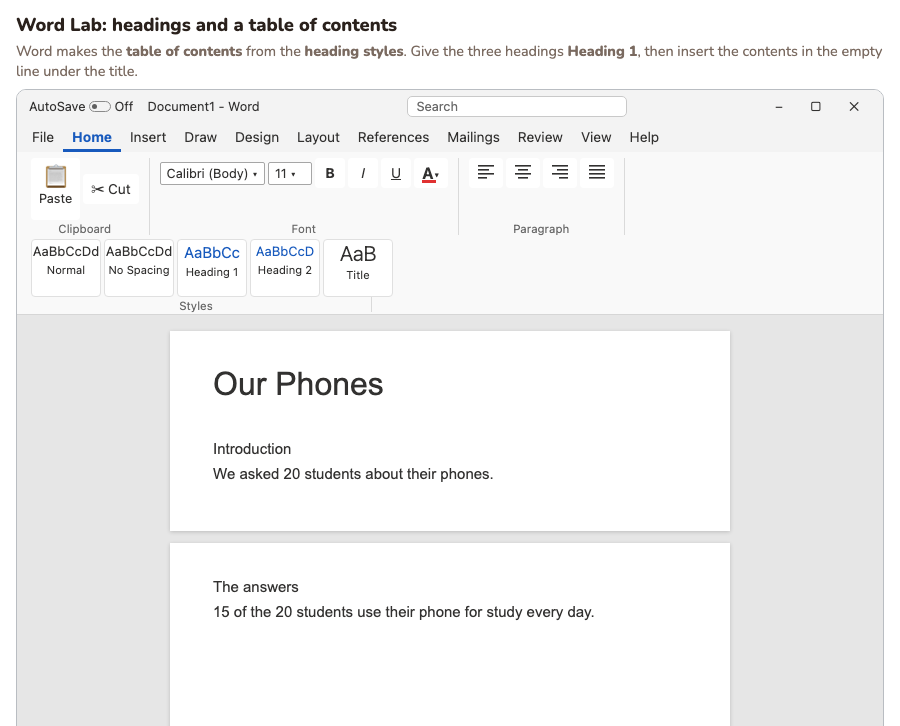 Word Lab: headings and a table of contents
Word makes the table of contents from the heading styles. Give the three headings Heading 1, then insert the contents in the empty
line under the title.
AutoSave Off Document1 - Word Search
File Home Insert Draw Design Layout References Mailings Review View Help
Paste Cut Calibri (Body) 11 B I U A
Clipboard Font Paragraph
AaBbCcDd AaBbCcDd AaBbCc AaBbCcD AaB
Normal No Spacing Heading 1 Heading 2 Title
Styles
Our Phones
Introduction
We asked 20 students about their phones.
The answers
15 of the 20 students use their phone for study every day.